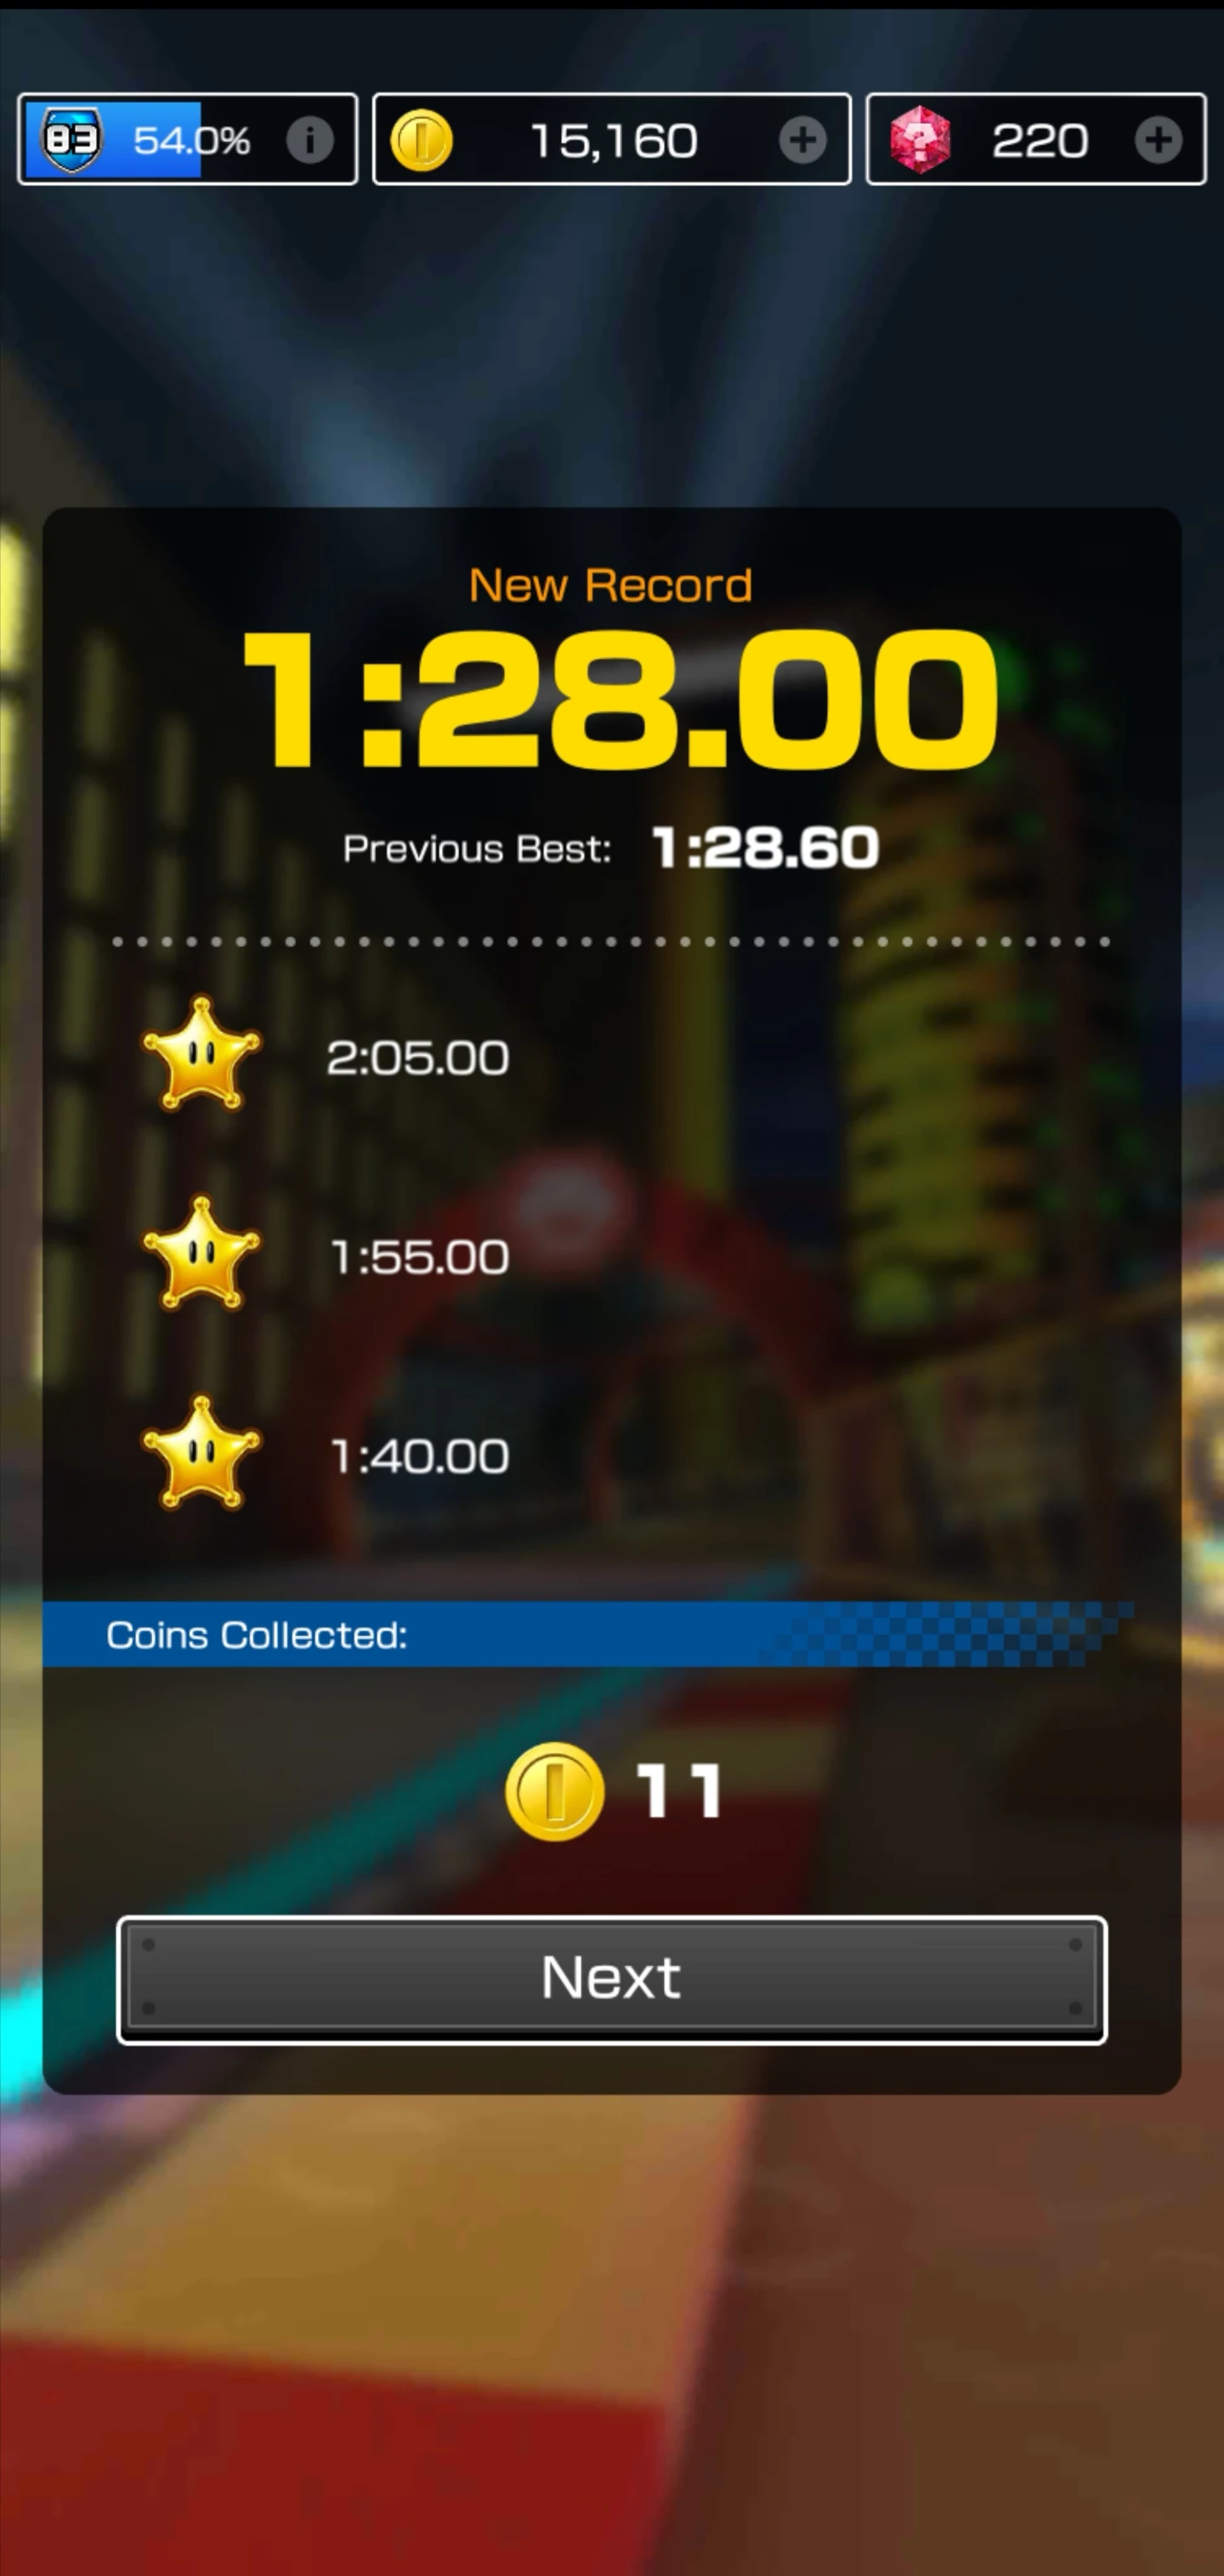 83 54.0% i 15,160 + ? 220 +
New Record
1:28.00
Previous Best: 1:28.60
2:05.00
1:55.00
1:40.00
Coins Collected:
11
Next